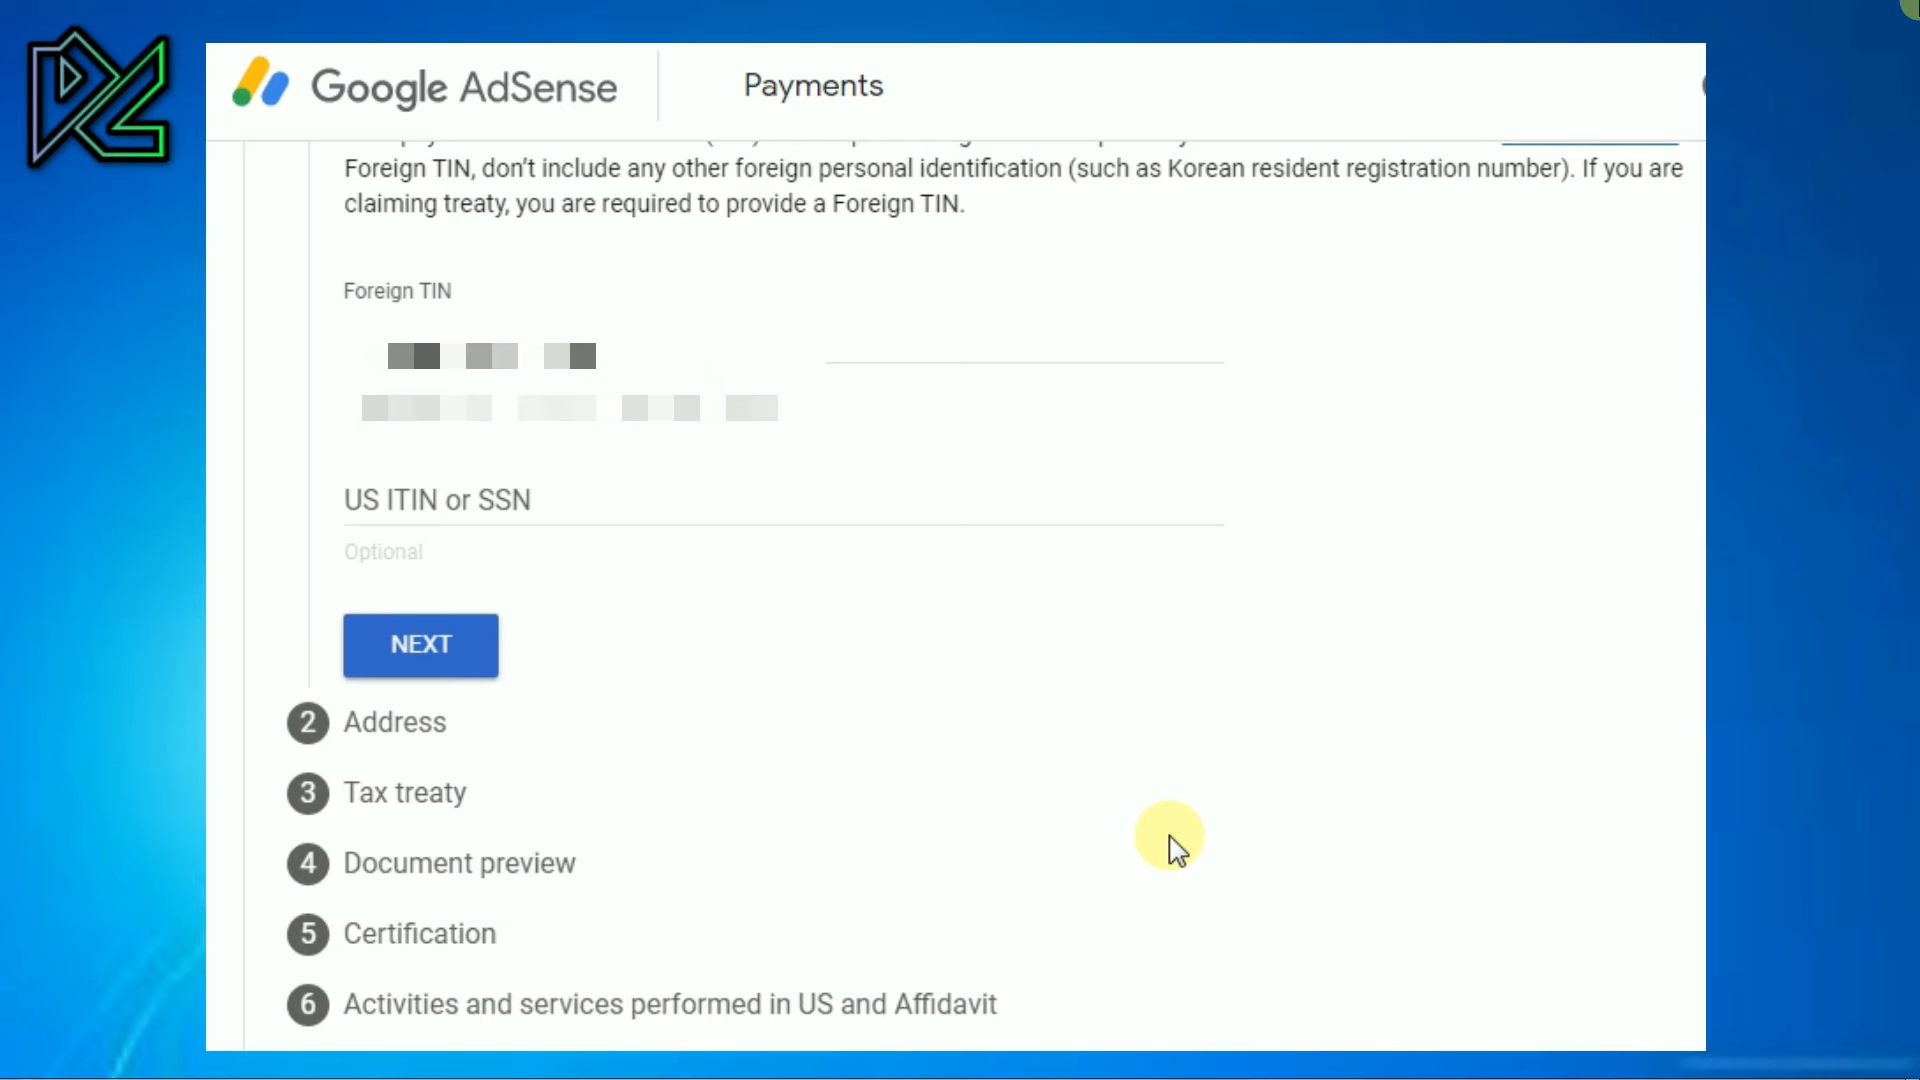 Google AdSense
Payments
Foreign TIN, don't include any other foreign personal identification (such as Korean resident registration number). If you are
claiming treaty, you are required to provide a Foreign TIN.
Foreign TIN
US ITIN or SSN
Optional
NEXT
2 Address
3 Tax treaty
4 Document preview
5 Certification
6 Activities and services performed in US and Affidavit